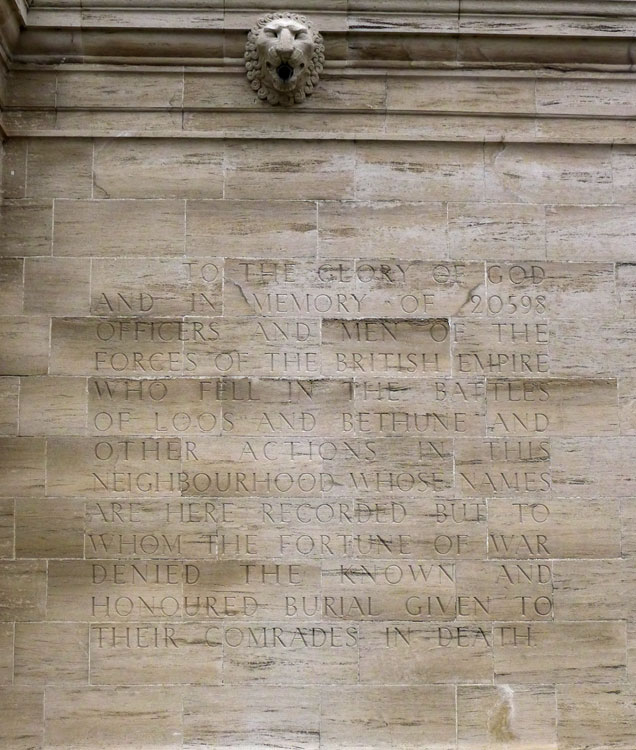 TO THE GLORY OF GOD
AND IN MEMORY OF 20598
OFFICERS AND MEN OF THE
FORCES OF THE BRITISH EMPIRE
WHO FELL IN THE BATTLES
OF LOOS AND BETHUNE AND
OTHER ACTIONS IN THIS
NEIGHBOURHOOD WHOSE NAMES
ARE HERE RECORDED BUT TO
WHOM THE FORTUNE OF WAR
DENIED THE KNOWN AND
HONOURED BURIAL GIVEN TO
THEIR COMRADES IN DEATH.